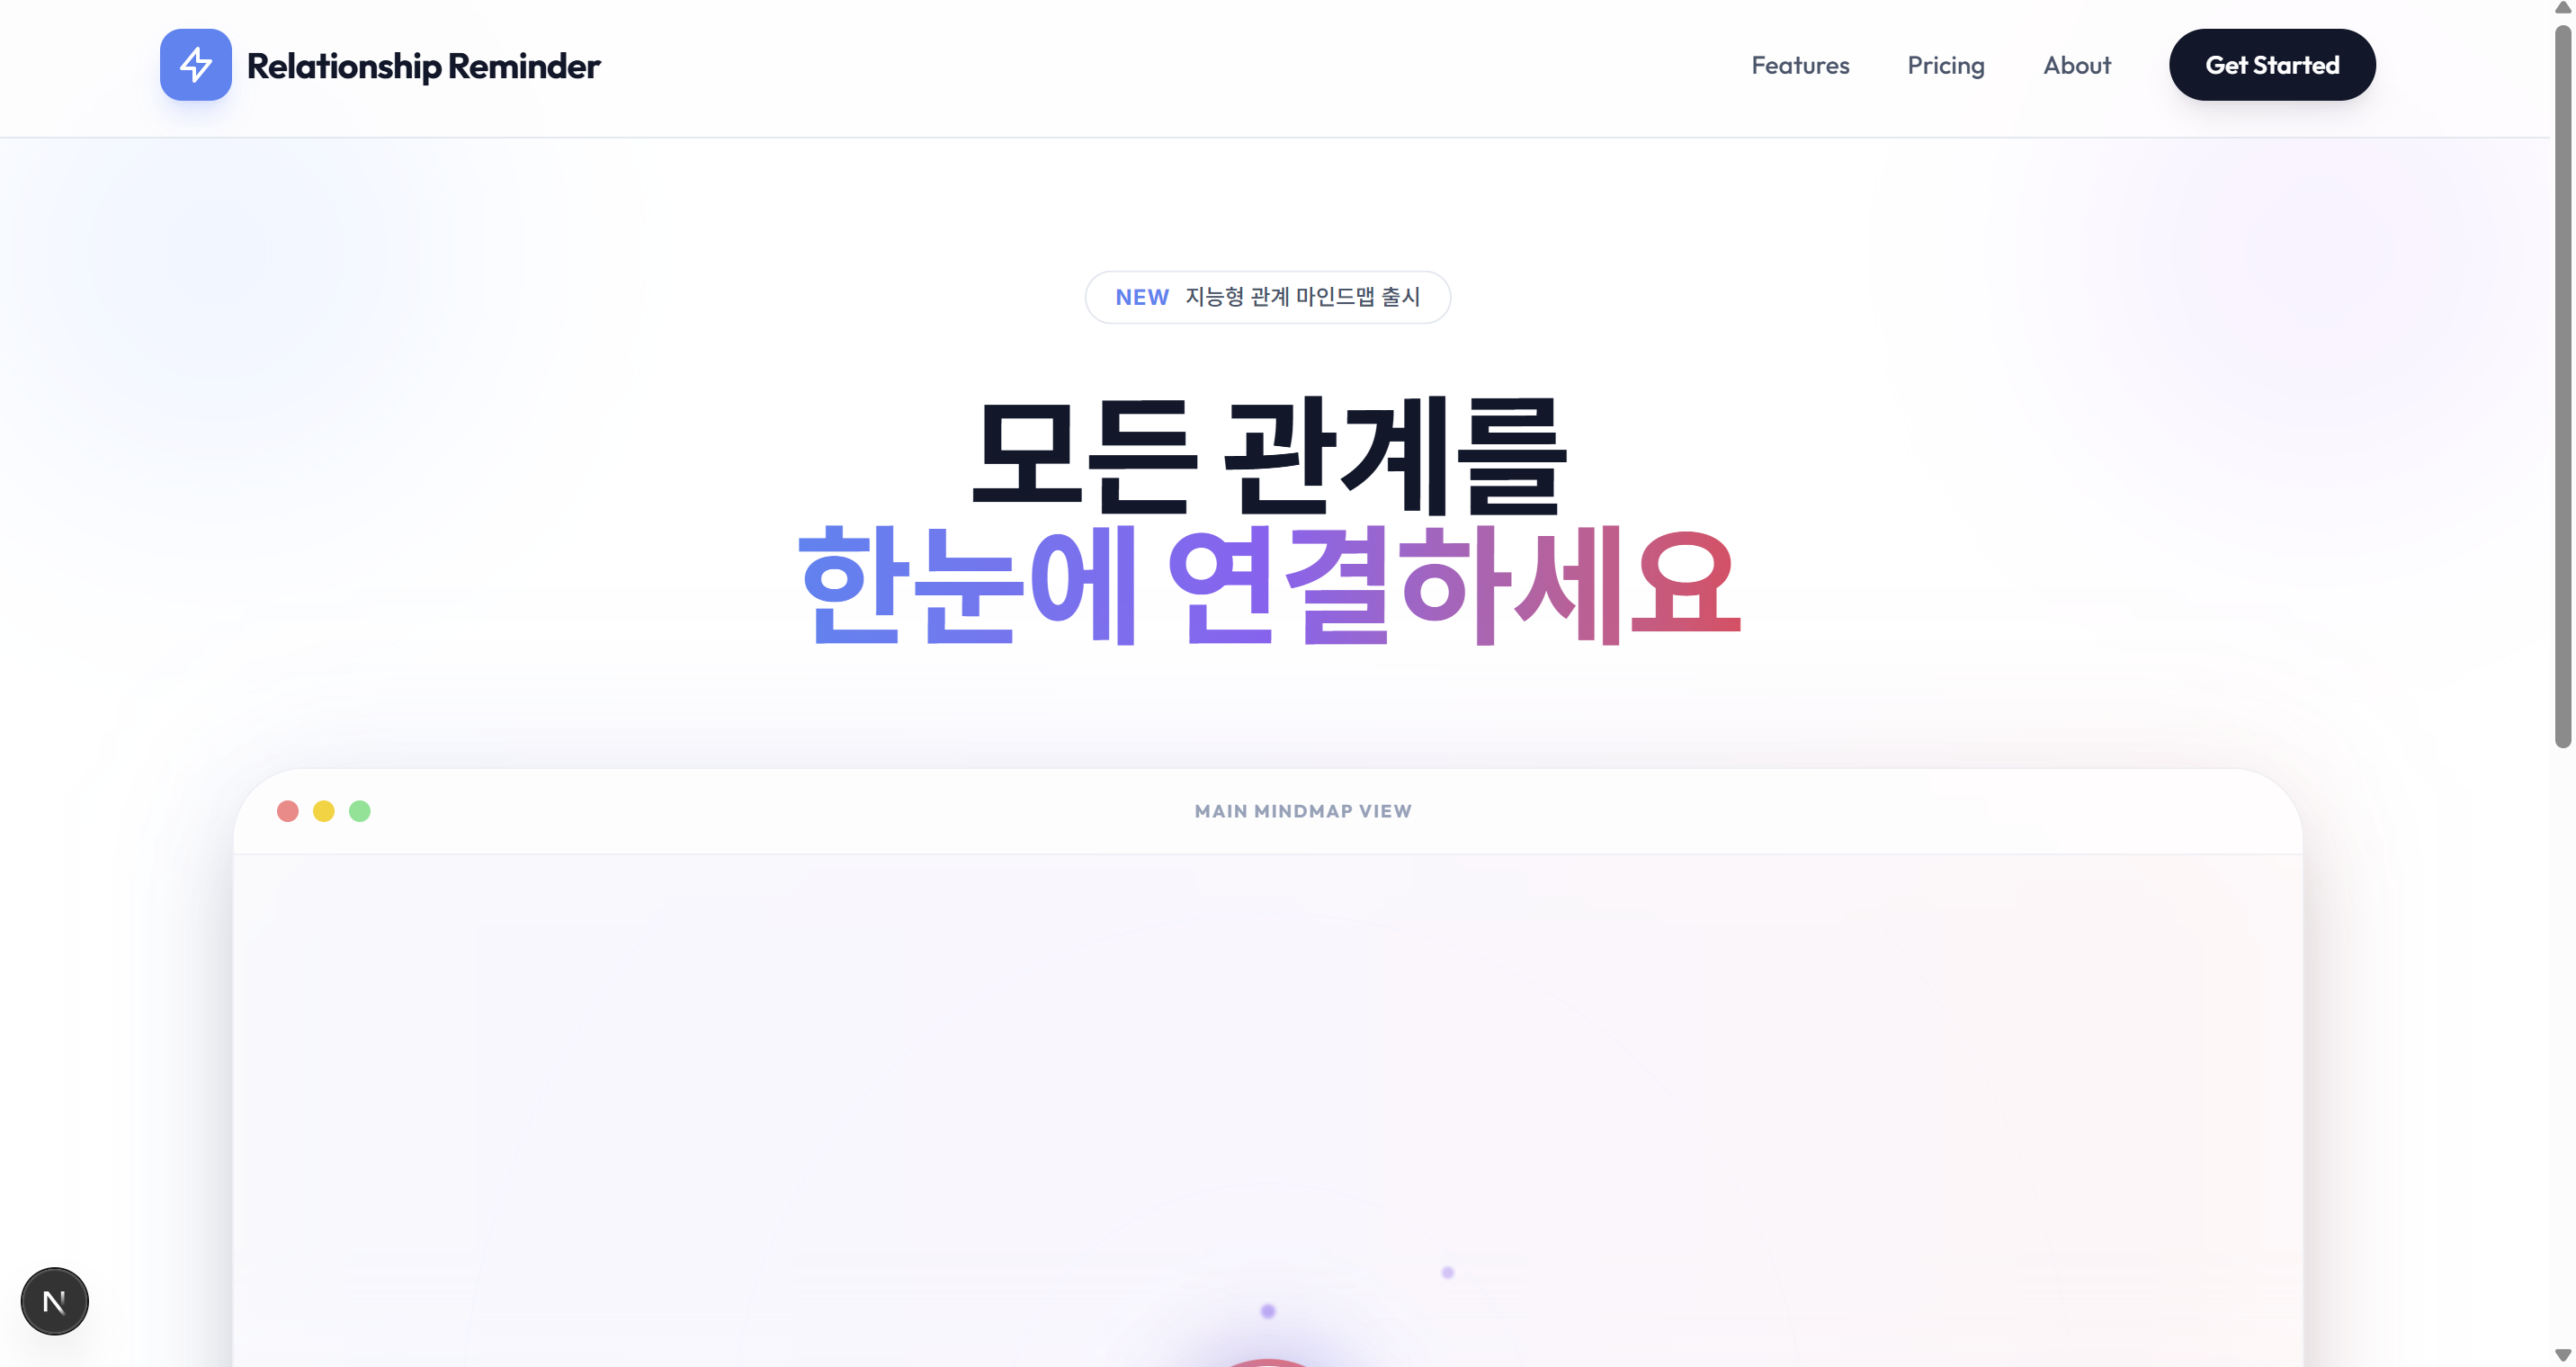 Relationship Reminder
Features
Pricing
About
Get Started
NEW 지능형 관계 마인드맵 출시
모든 관계를
한눈에 연결하세요
MAIN MINDMAP VIEW
N